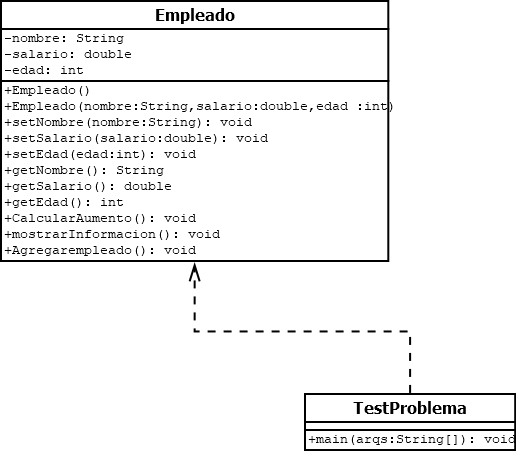 Empleado
-nombre: String
-salario: double
-edad: int
+Empleado()
+Empleado(nombre:String,salario:double,edad :int)
+setNombre(nombre:String): void
+setSalario(salario:double): void
+setEdad(edad:int): void
+getNombre(): String
+getSalario(): double
+getEdad(): int
+CalcularAumento(): void
+mostrarInformacion(): void
+Agregarempleado(): void
TestProblema
+main(args:String[]): void